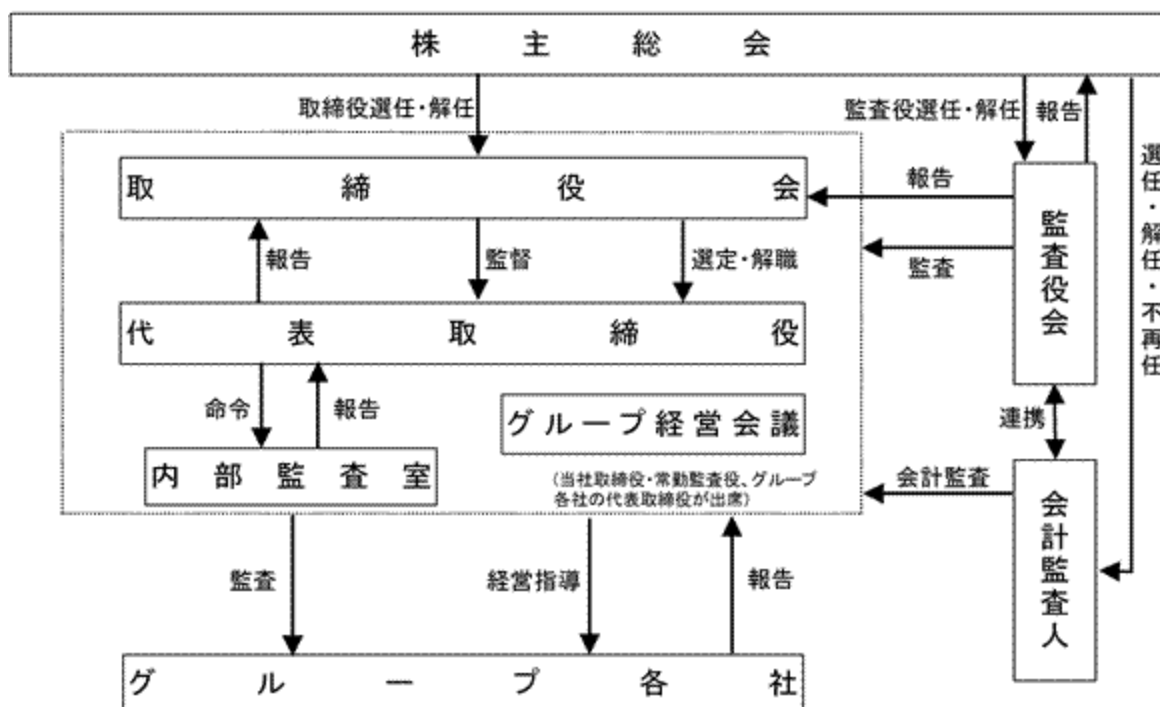 株主総会
取締役選任・解任
監査役選任・解任
報告
選任・解任・不再任
取締役会
報告
監査役会
監査
報告
監督
選定・解職
代表取締役
命令
報告
グループ経営会議
連携
内部監査室
（当社取締役・常勤監査役、グループ
各社の代表取締役が出席）
会計監査
会計監査人
監査
経営指導
報告
グループ各社